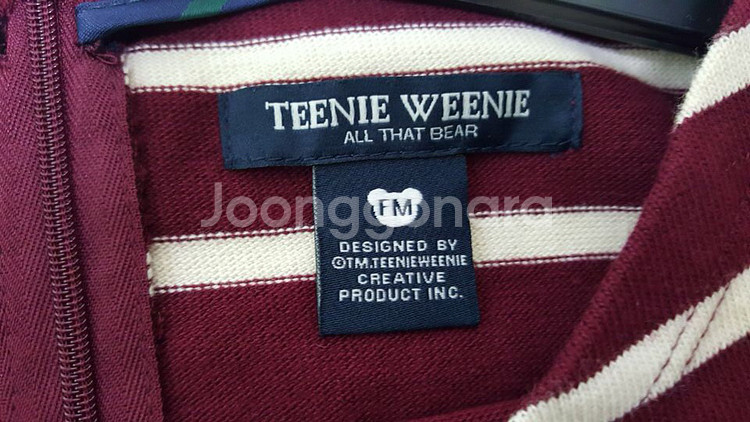 TEENIE WEENIE
ALL THAT BEAR
FM
Joonggonara
DESIGNED BY
©TM.TEENIEWEENIE
CREATIVE
PRODUCT INC.